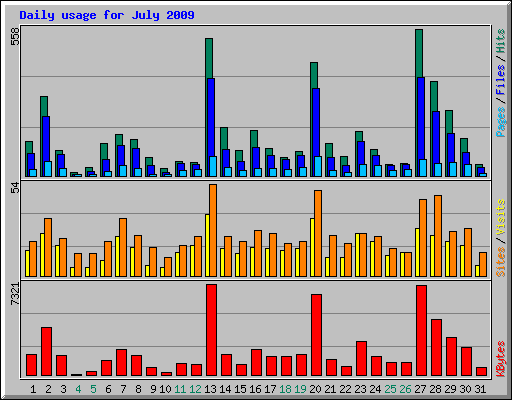 Daily usage for July 2009
558
Pages / Files / Hits
54
Sites / Visits
7321
KBytes
1 2 3 4 5 6 7 8 9 10 11 12 13 14 15 16 17 18 19 20 21 22 23 24 25 26 27 28 29 30 31